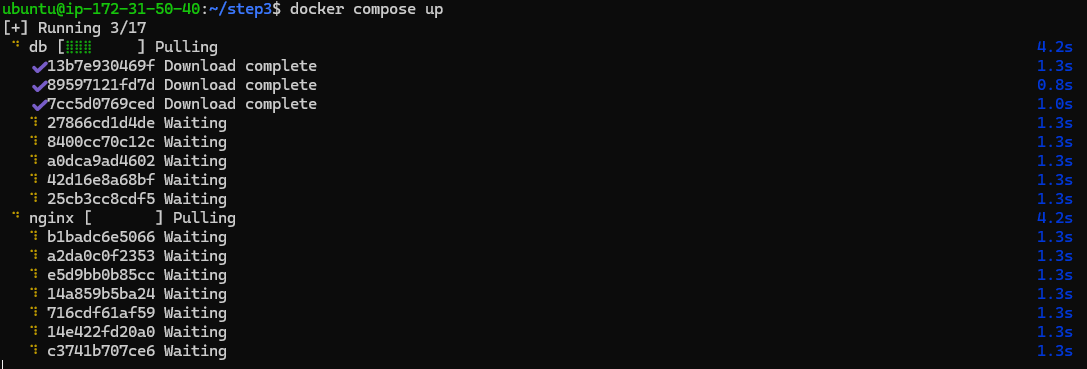 ubuntu@ip-172-31-50-40:~/step3$ docker compose up
[+] Running 3/17
⠙ db [⣿⣿⣿     ] Pulling 4.2s
✔13b7e930469f Download complete 1.3s
✔89597121fd7d Download complete 0.8s
✔7cc5d0769ced Download complete 1.0s
⠹ 27866cd1d4de Waiting 1.3s
⠹ 8400cc70c12c Waiting 1.3s
⠹ a0dca9ad4602 Waiting 1.3s
⠹ 42d16e8a68bf Waiting 1.3s
⠹ 25cb3cc8cdf5 Waiting 1.3s
⠙ nginx [       ] Pulling 4.2s
⠹ b1badc6e5066 Waiting 1.3s
⠹ a2da0c0f2353 Waiting 1.3s
⠹ e5d9bb0b85cc Waiting 1.3s
⠹ 14a859b5ba24 Waiting 1.3s
⠹ 716cdf61af59 Waiting 1.3s
⠹ 14e422fd20a0 Waiting 1.3s
⠹ c3741b707ce6 Waiting 1.3s